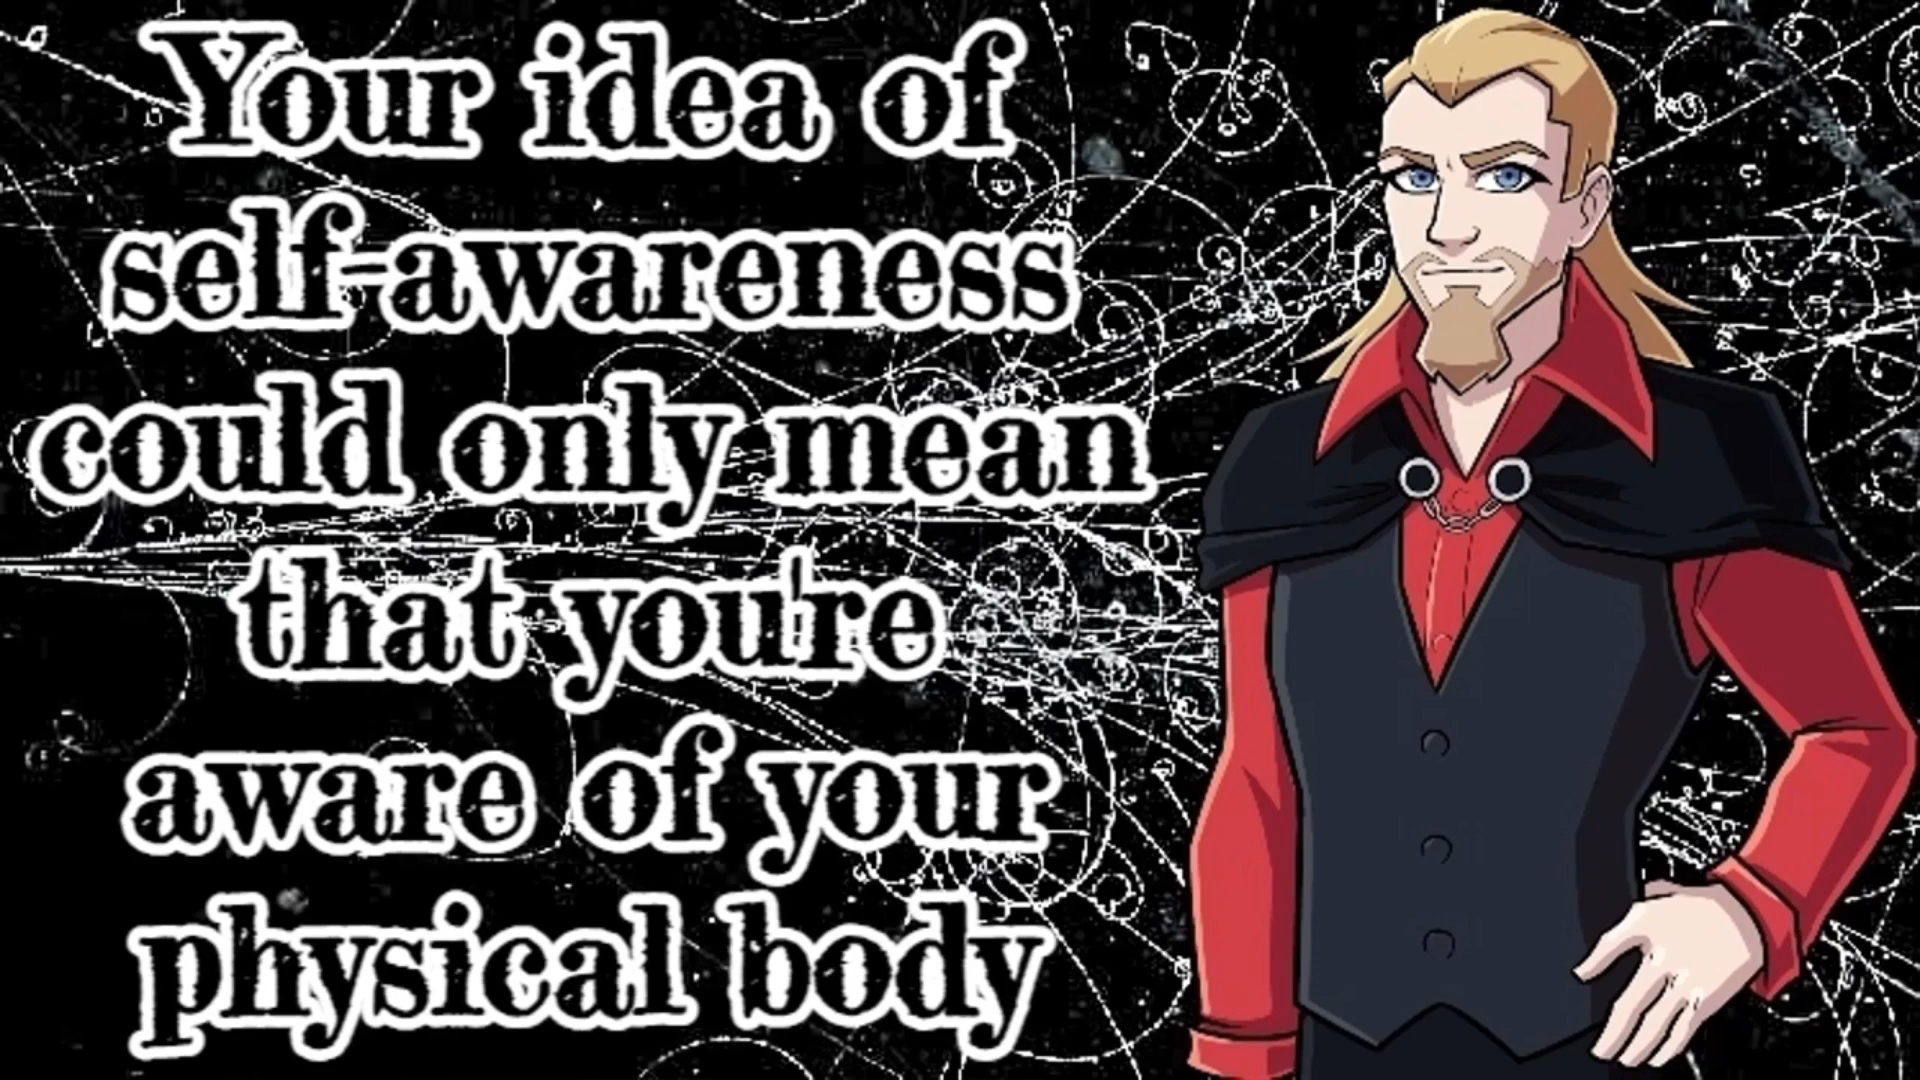 Your idea of
self-awareness
could only mean
that you're
aware of your
physical body